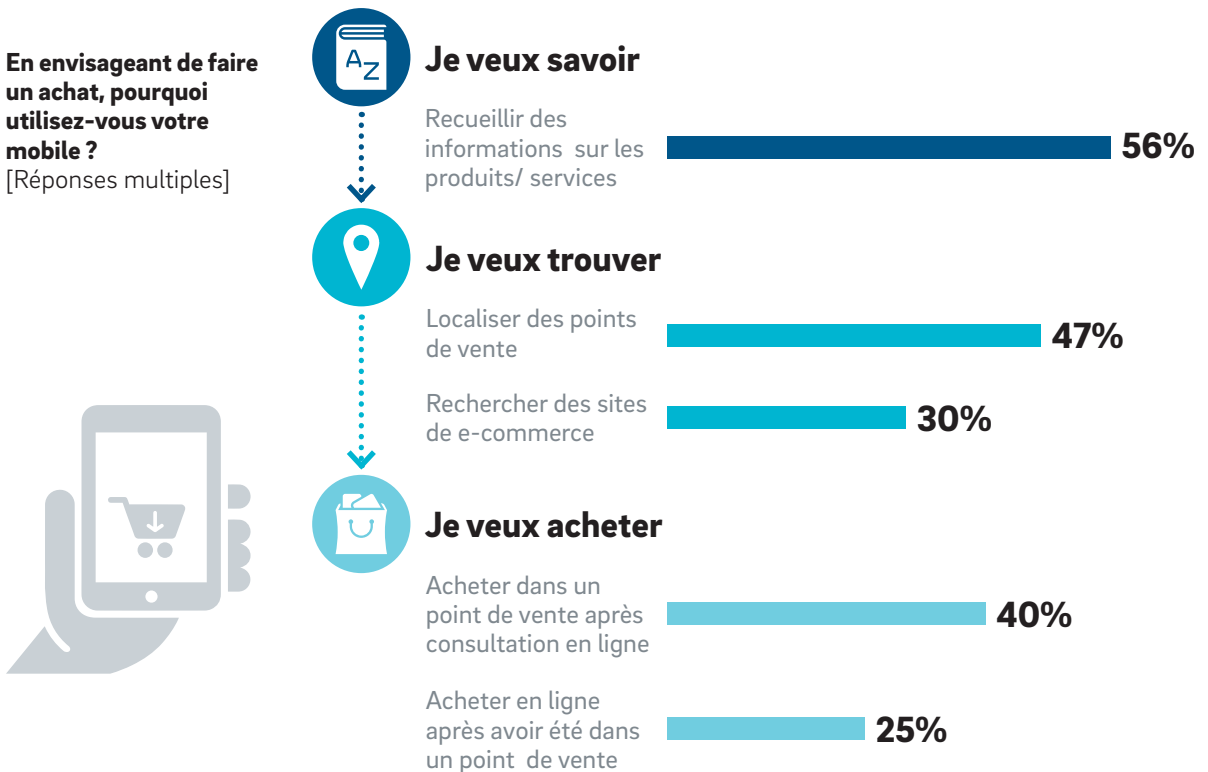 En envisageant de faire
un achat, pourquoi
utilisez-vous votre
mobile ?
[Réponses multiples]
A
Z
Je veux savoir
Recueillir des
informations sur les
produits/ services
56%
Je veux trouver
Localiser des points
de vente
47%
Rechercher des sites
de e-commerce
30%
Je veux acheter
Acheter dans un
point de vente après
consultation en ligne
40%
Acheter en ligne
après avoir été dans
un point de vente
25%